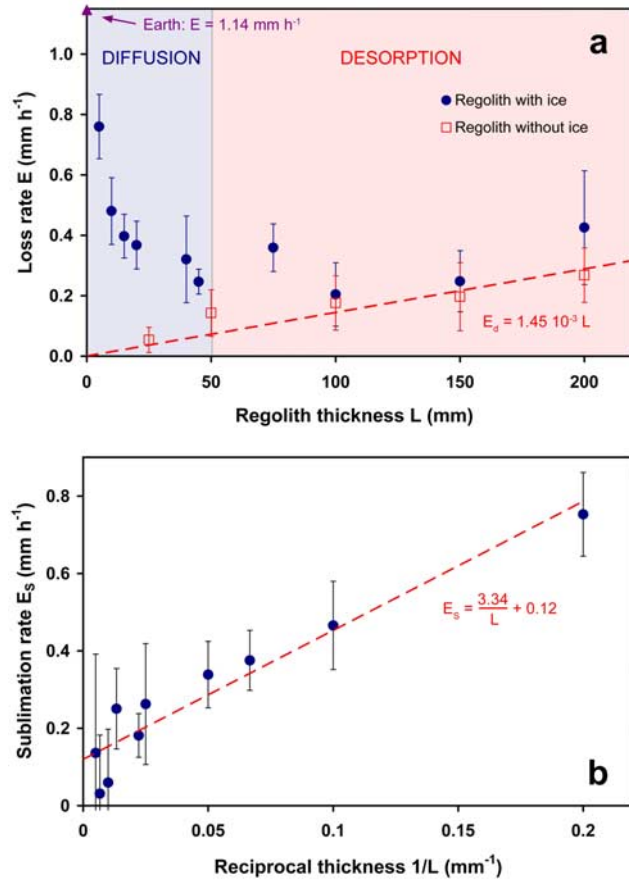 Earth: E = 1.14 mm h⁻¹
a
DIFFUSION
DESORPTION
Regolith with ice
Regolith without ice
1.0
0.8
0.6
0.4
0.2
0.0
Loss rate E (mm h⁻¹)
E_d = 1.45 10⁻³ L
0
50
100
150
200
Regolith thickness L (mm)
b
0.8
0.6
0.4
0.2
0
Sublimation rate E_S (mm h⁻¹)
E_S = 3.34/L + 0.12
0
0.05
0.1
0.15
0.2
Reciprocal thickness 1/L (mm⁻¹)